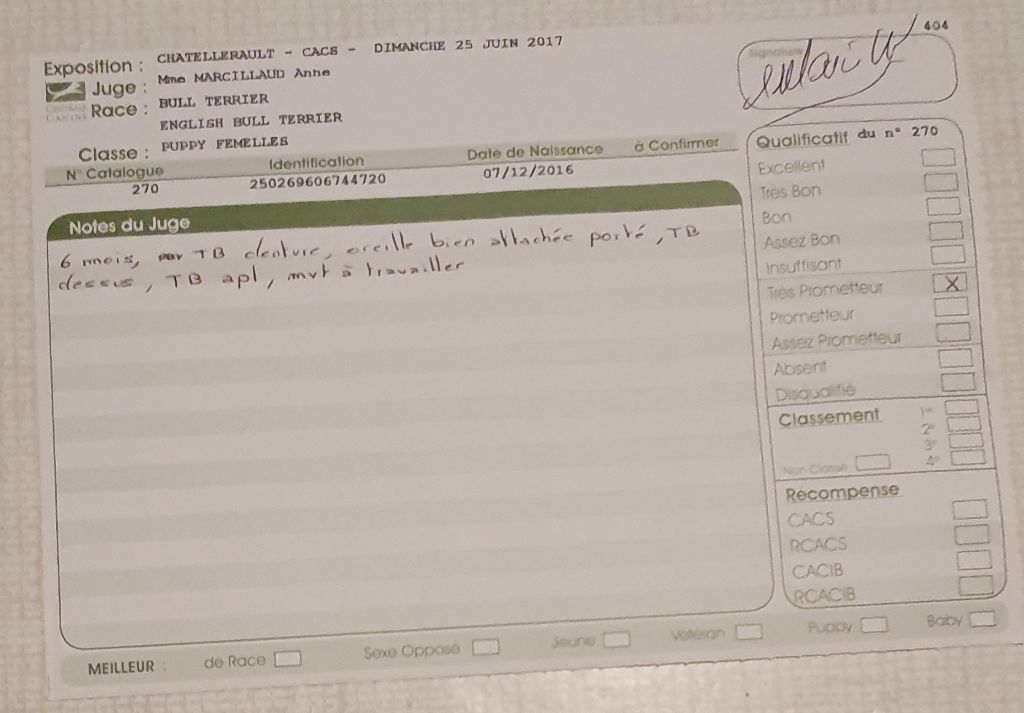 404
Exposition : CHATELLERAULT - CACS - DIMANCHE 25 JUIN 2017
Signature
Juge : Mme MARCILLAUD Anne
CENTRALE CANINE
Race : BULL TERRIER
ENGLISH BULL TERRIER
Classe : PUPPY FEMELLES
N° Catalogue Identification Date de Naissance à Confirmer
270 250269606744720 07/12/2016
Notes du Juge
6 mois, TB denture, oreille bien attachée porté, TB
dessus, TB apl, mvt à travailler
Qualificatif du n° 270
Excellent
Très Bon
Bon
Assez Bon
Insuffisant
Très Prometteur X
Prometteur
Assez Prometteur
Absent
Disqualifié
Classement 1er
2e
3e
Non Classé 4e
Récompense
CACS
RCACS
CACIB
RCACIB
MEILLEUR : de Race Sexe Opposé Jeune Vétéran Puppy Baby